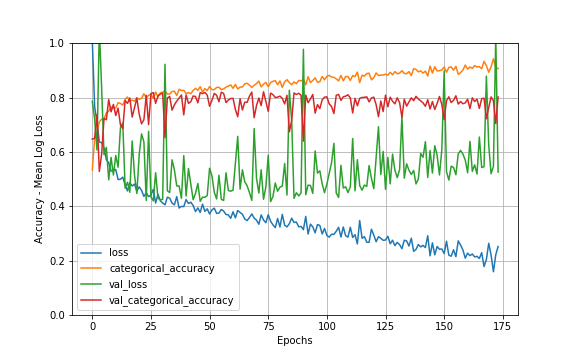 1.0
0.8
0.6
0.4
0.2
0.0
Accuracy - Mean Log Loss
loss
categorical_accuracy
val_loss
val_categorical_accuracy
0 25 50 75 100 125 150 175
Epochs